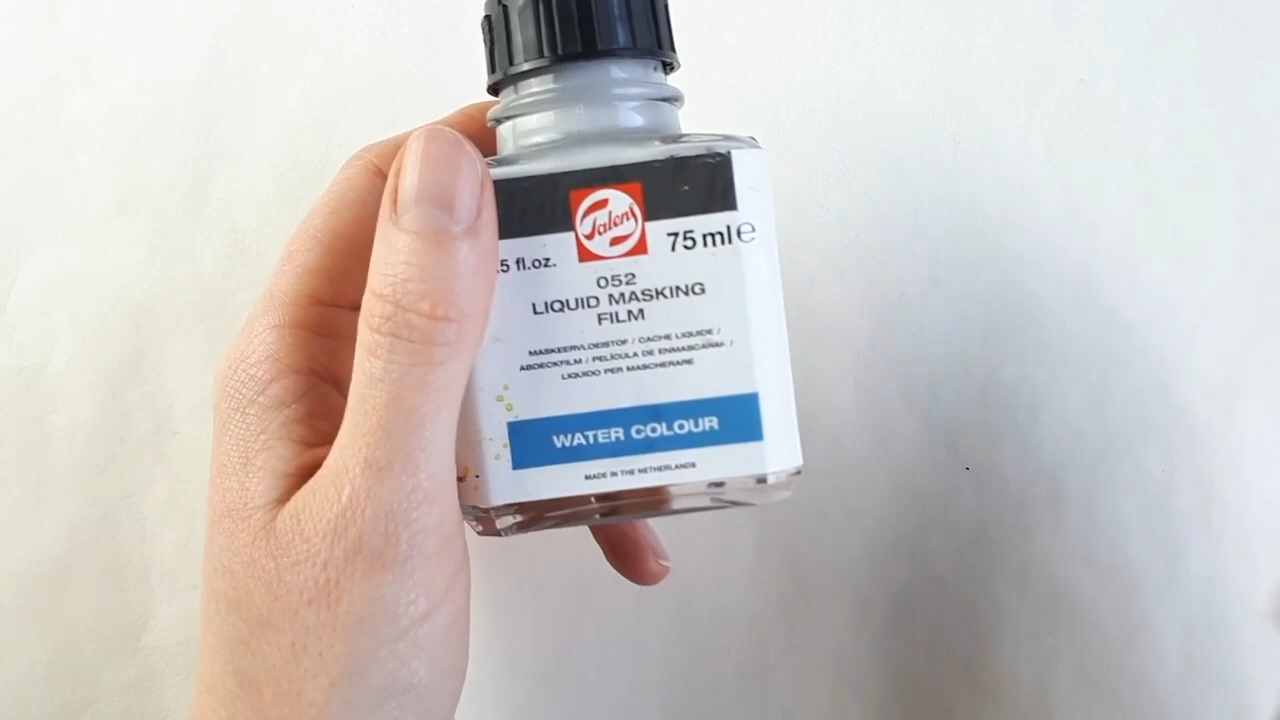 Talens
.5 fl.oz. 75 ml e
052
LIQUID MASKING
FILM
MASKEERVLOEISTOF / CACHE LIQUIDE /
ABDECKFILM / PELÍCULA DE ENMASCARAR /
LIQUIDO PER MASCHERARE
WATER COLOUR
MADE IN THE NETHERLANDS